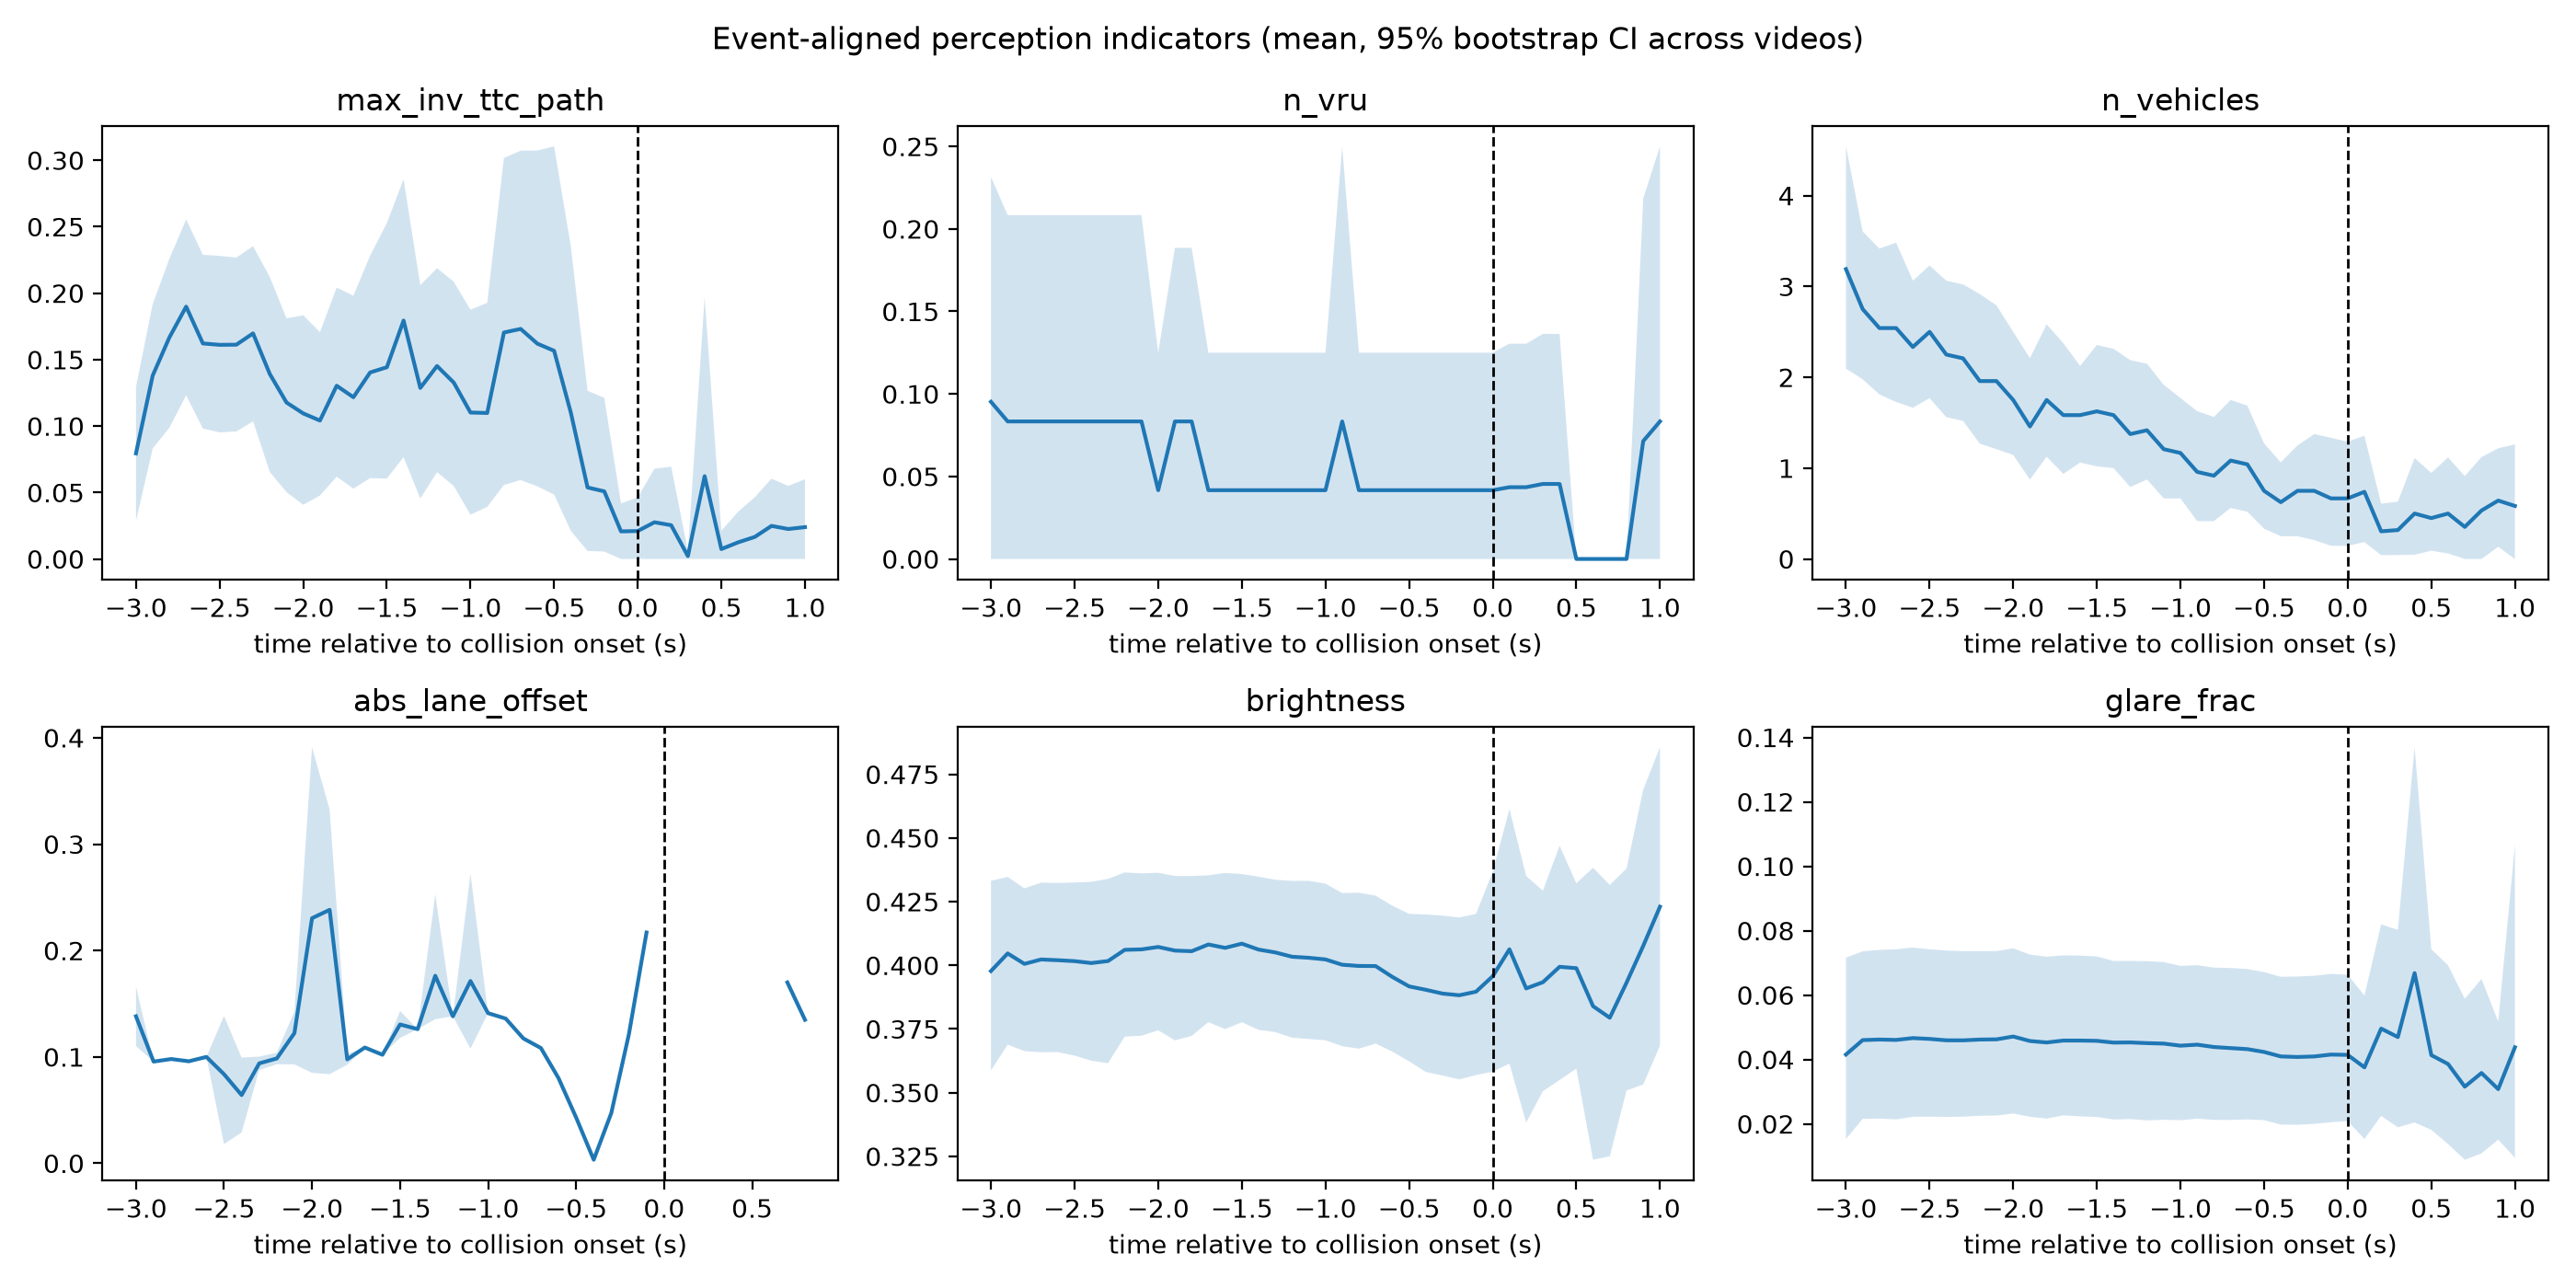 Event-aligned perception indicators (mean, 95% bootstrap CI across videos)
max_inv_ttc_path
0.30
0.25
0.20
0.15
0.10
0.05
0.00
−3.0 −2.5 −2.0 −1.5 −1.0 −0.5 0.0 0.5 1.0
time relative to collision onset (s)
n_vru
0.25
0.20
0.15
0.10
0.05
0.00
−3.0 −2.5 −2.0 −1.5 −1.0 −0.5 0.0 0.5 1.0
time relative to collision onset (s)
n_vehicles
4
3
2
1
0
−3.0 −2.5 −2.0 −1.5 −1.0 −0.5 0.0 0.5 1.0
time relative to collision onset (s)
abs_lane_offset
0.4
0.3
0.2
0.1
0.0
−3.0 −2.5 −2.0 −1.5 −1.0 −0.5 0.0 0.5
time relative to collision onset (s)
brightness
0.475
0.450
0.425
0.400
0.375
0.350
0.325
−3.0 −2.5 −2.0 −1.5 −1.0 −0.5 0.0 0.5 1.0
time relative to collision onset (s)
glare_frac
0.14
0.12
0.10
0.08
0.06
0.04
0.02
−3.0 −2.5 −2.0 −1.5 −1.0 −0.5 0.0 0.5 1.0
time relative to collision onset (s)